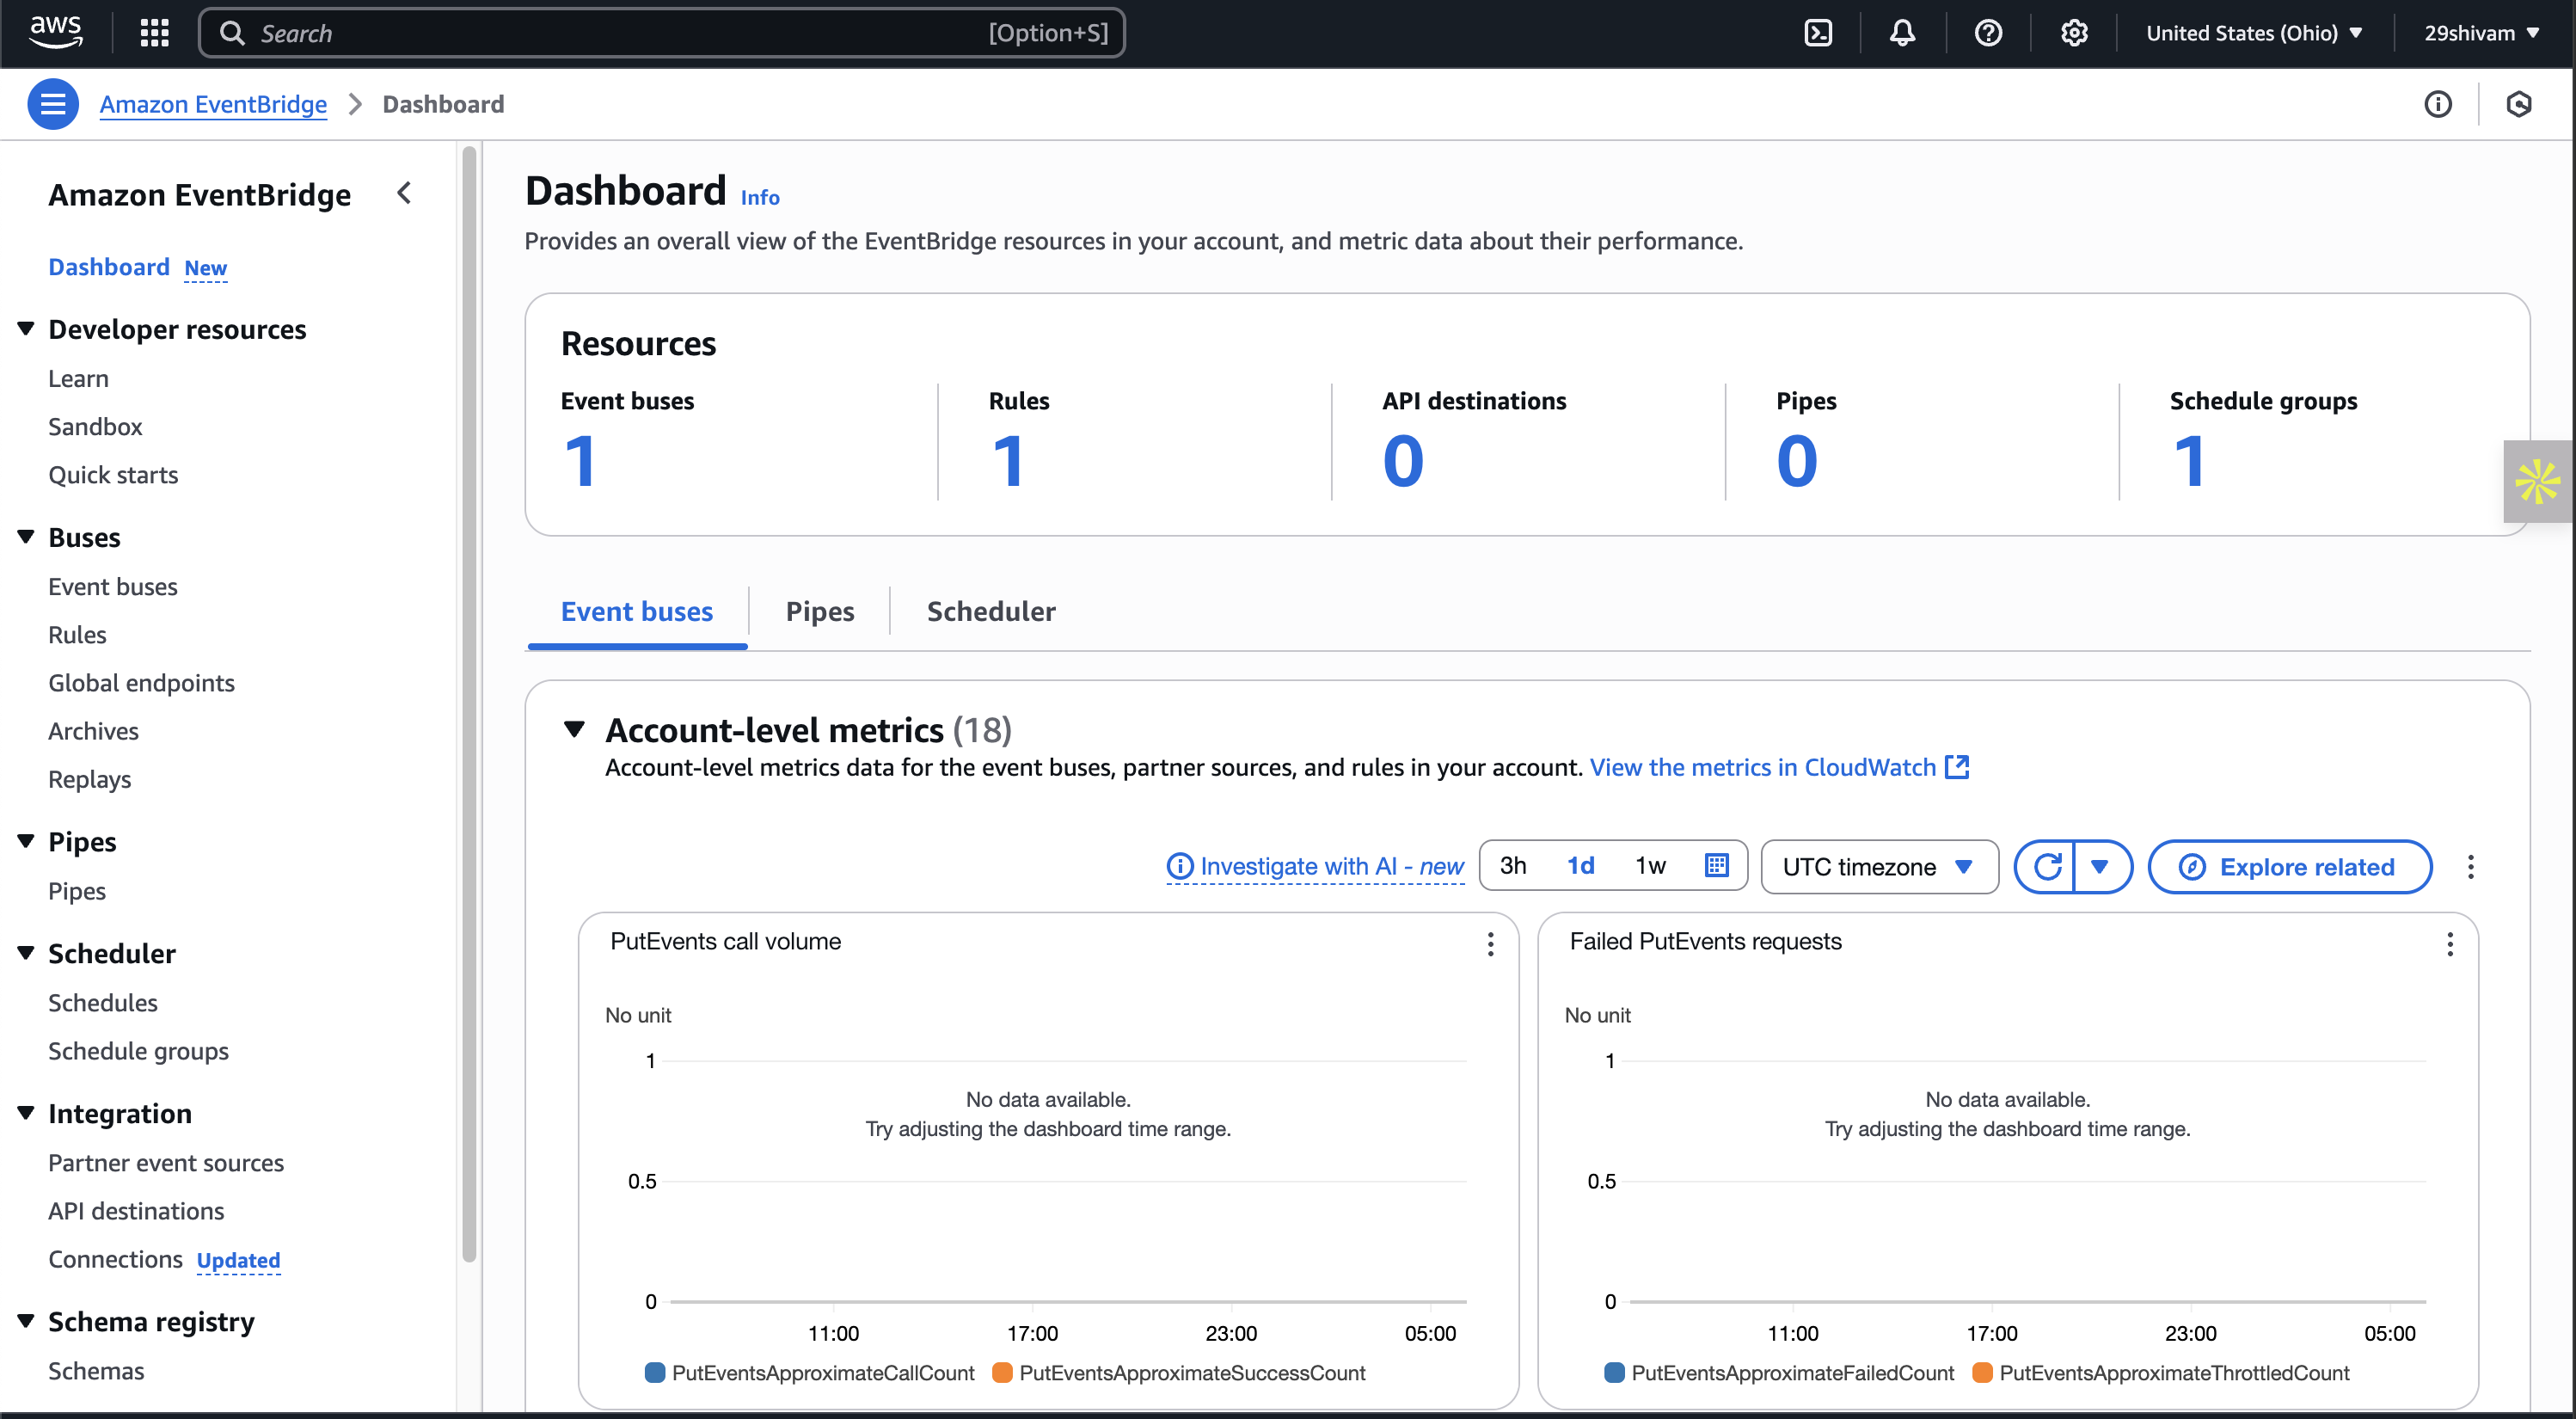 aws
Search [Option+S]
United States (Ohio)
29shivam
Amazon EventBridge
Dashboard
Amazon EventBridge
Dashboard New
Developer resources
Learn
Sandbox
Quick starts
Buses
Event buses
Rules
Global endpoints
Archives
Replays
Pipes
Pipes
Scheduler
Schedules
Schedule groups
Integration
Partner event sources
API destinations
Connections Updated
Schema registry
Schemas
Dashboard Info
Provides an overall view of the EventBridge resources in your account, and metric data about their performance.
Resources
Event buses
1
Rules
1
API destinations
0
Pipes
0
Schedule groups
1
Event buses
Pipes
Scheduler
Account-level metrics (18)
Account-level metrics data for the event buses, partner sources, and rules in your account. View the metrics in CloudWatch
Investigate with AI - new
3h 1d 1w
UTC timezone
Explore related
PutEvents call volume
No unit
1
No data available.
Try adjusting the dashboard time range.
0.5
0
11:00 17:00 23:00 05:00
PutEventsApproximateCallCount PutEventsApproximateSuccessCount
Failed PutEvents requests
No unit
1
No data available.
Try adjusting the dashboard time range.
0.5
0
11:00 17:00 23:00 05:00
PutEventsApproximateFailedCount PutEventsApproximateThrottledCount